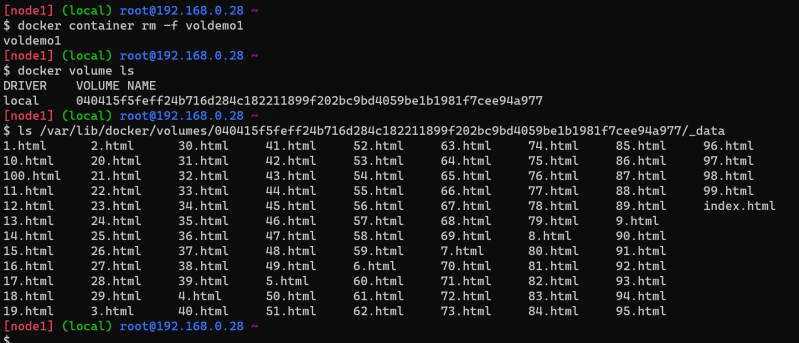 [node1] (local) root@192.168.0.28 ~
$ docker container rm -f voldemo1
voldemo1
[node1] (local) root@192.168.0.28 ~
$ docker volume ls
DRIVER    VOLUME NAME
local     040415f5feff24b716d284c182211899f202bc9bd4059be1b1981f7cee94a977
[node1] (local) root@192.168.0.28 ~
$ ls /var/lib/docker/volumes/040415f5feff24b716d284c182211899f202bc9bd4059be1b1981f7cee94a977/_data
1.html    2.html    30.html   41.html   52.html   63.html   74.html   85.html   96.html
10.html   20.html   31.html   42.html   53.html   64.html   75.html   86.html   97.html
100.html  21.html   32.html   43.html   54.html   65.html   76.html   87.html   98.html
11.html   22.html   33.html   44.html   55.html   66.html   77.html   88.html   99.html
12.html   23.html   34.html   45.html   56.html   67.html   78.html   89.html   index.html
13.html   24.html   35.html   46.html   57.html   68.html   79.html   9.html
14.html   25.html   36.html   47.html   58.html   69.html   8.html    90.html
15.html   26.html   37.html   48.html   59.html   7.html    80.html   91.html
16.html   27.html   38.html   49.html   6.html    70.html   81.html   92.html
17.html   28.html   39.html   5.html    60.html   71.html   82.html   93.html
18.html   29.html   4.html    50.html   61.html   72.html   83.html   94.html
19.html   3.html    40.html   51.html   62.html   73.html   84.html   95.html
[node1] (local) root@192.168.0.28 ~
$